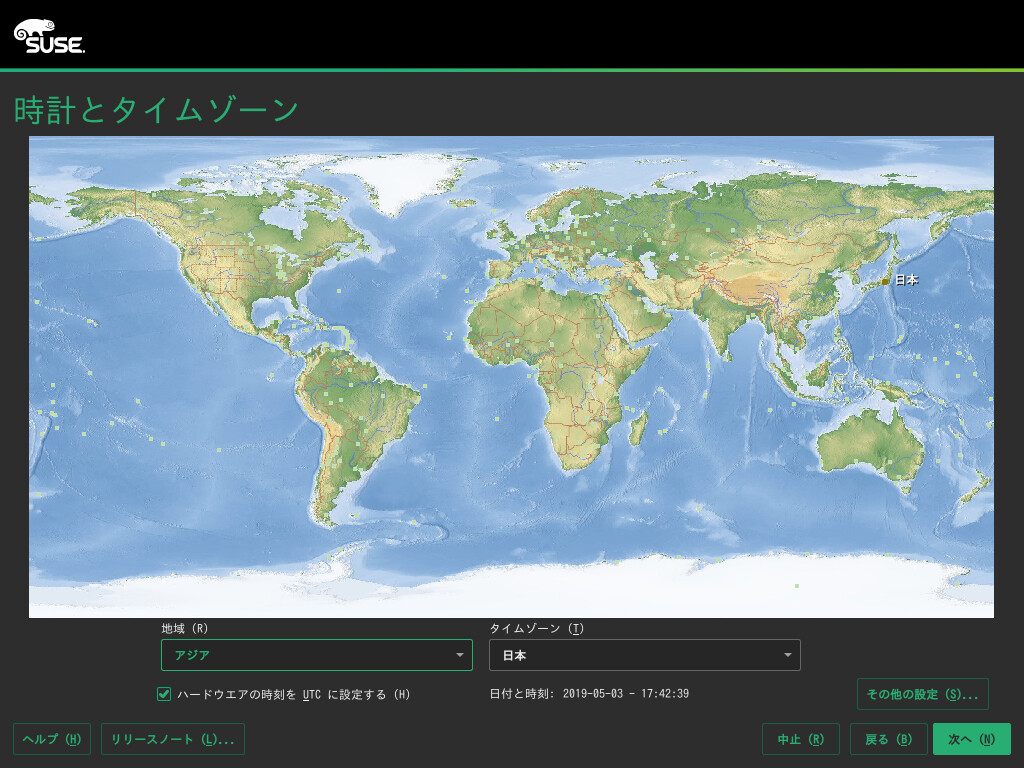 SUSE.
時計とタイムゾーン
日本
地域 (R)
タイムゾーン (T)
アジア
日本
ハードウエアの時刻を UTC に設定する (H)
日付と時刻: 2019-05-03 - 17:42:39
その他の設定 (S)...
ヘルプ (H)
リリースノート (L)...
中止 (R)
戻る (B)
次へ (N)